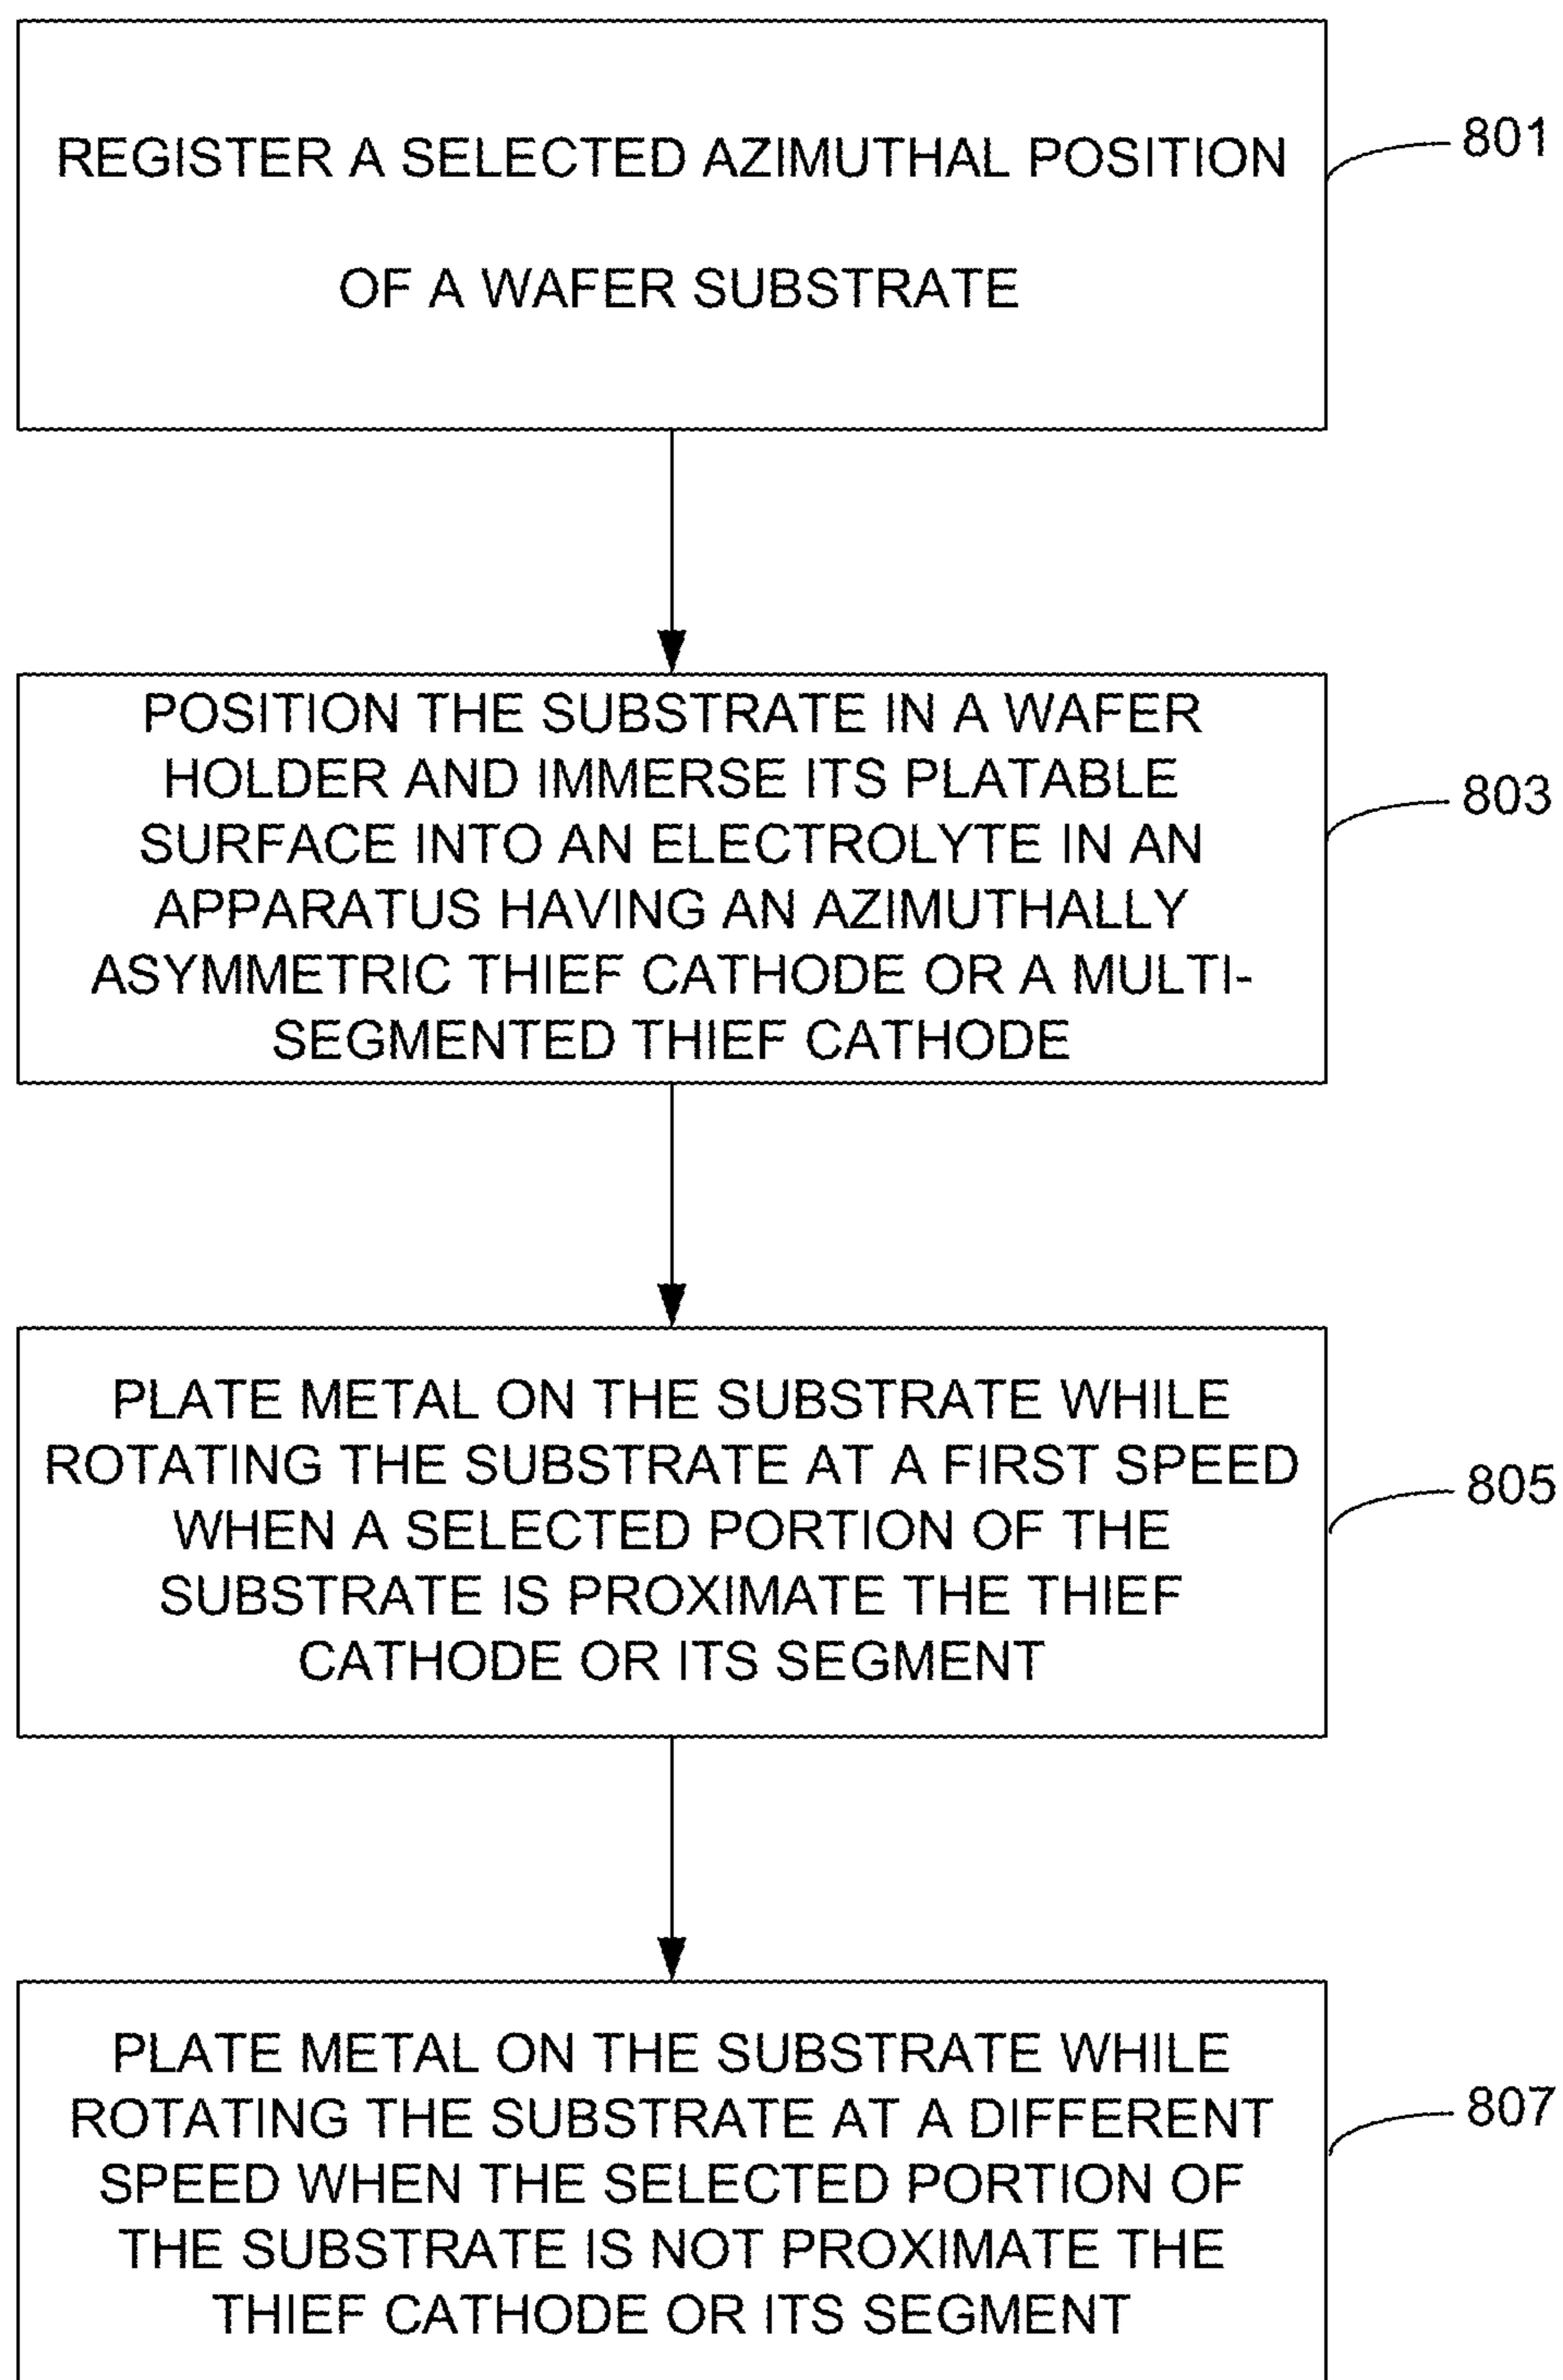 REGISTER A SELECTED AZIMUTHAL POSITION
OF A WAFER SUBSTRATE
801
POSITION THE SUBSTRATE IN A WAFER
HOLDER AND IMMERSE ITS PLATABLE
SURFACE INTO AN ELECTROLYTE IN AN
APPARATUS HAVING AN AZIMUTHALLY
ASYMMETRIC THIEF CATHODE OR A MULTI-
SEGMENTED THIEF CATHODE
803
PLATE METAL ON THE SUBSTRATE WHILE
ROTATING THE SUBSTRATE AT A FIRST SPEED
WHEN A SELECTED PORTION OF THE
SUBSTRATE IS PROXIMATE THE THIEF
CATHODE OR ITS SEGMENT
805
PLATE METAL ON THE SUBSTRATE WHILE
ROTATING THE SUBSTRATE AT A DIFFERENT
SPEED WHEN THE SELECTED PORTION OF
THE SUBSTRATE IS NOT PROXIMATE THE
THIEF CATHODE OR ITS SEGMENT
807